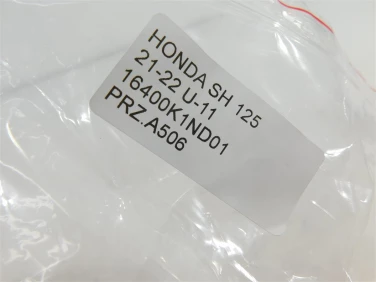 HONDA SH 125
21-22 U-11
16400K1ND01
PRZ.A506